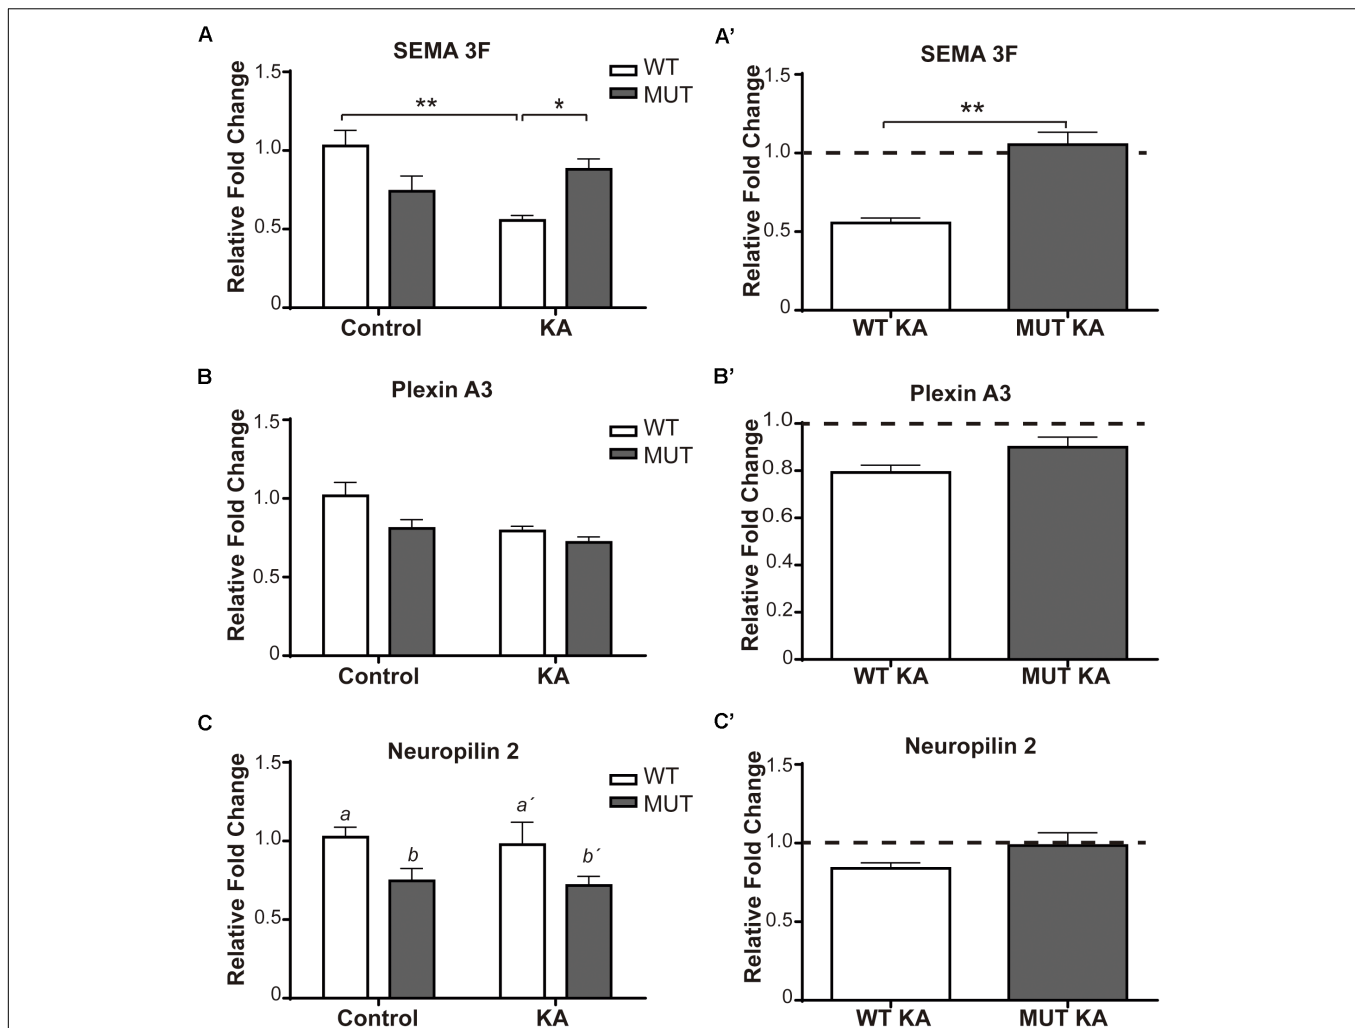 A
SEMA 3F
WT
MUT
Relative Fold Change
1.5
1.0
0.5
0
**
*
Control
KA
A’
SEMA 3F
Relative Fold Change
1.5
1.0
0.5
0
**
WT KA
MUT KA
B
Plexin A3
WT
MUT
Relative Fold Change
1.5
1.0
0.5
0
Control
KA
B’
Plexin A3
Relative Fold Change
1.0
0.8
0.6
0.4
0.2
0
WT KA
MUT KA
C
Neuropilin 2
WT
MUT
Relative Fold Change
1.5
1.0
0.5
0
a
b
a´
b´
Control
KA
C’
Neuropilin 2
Relative Fold Change
1.5
1.0
0.5
0
WT KA
MUT KA